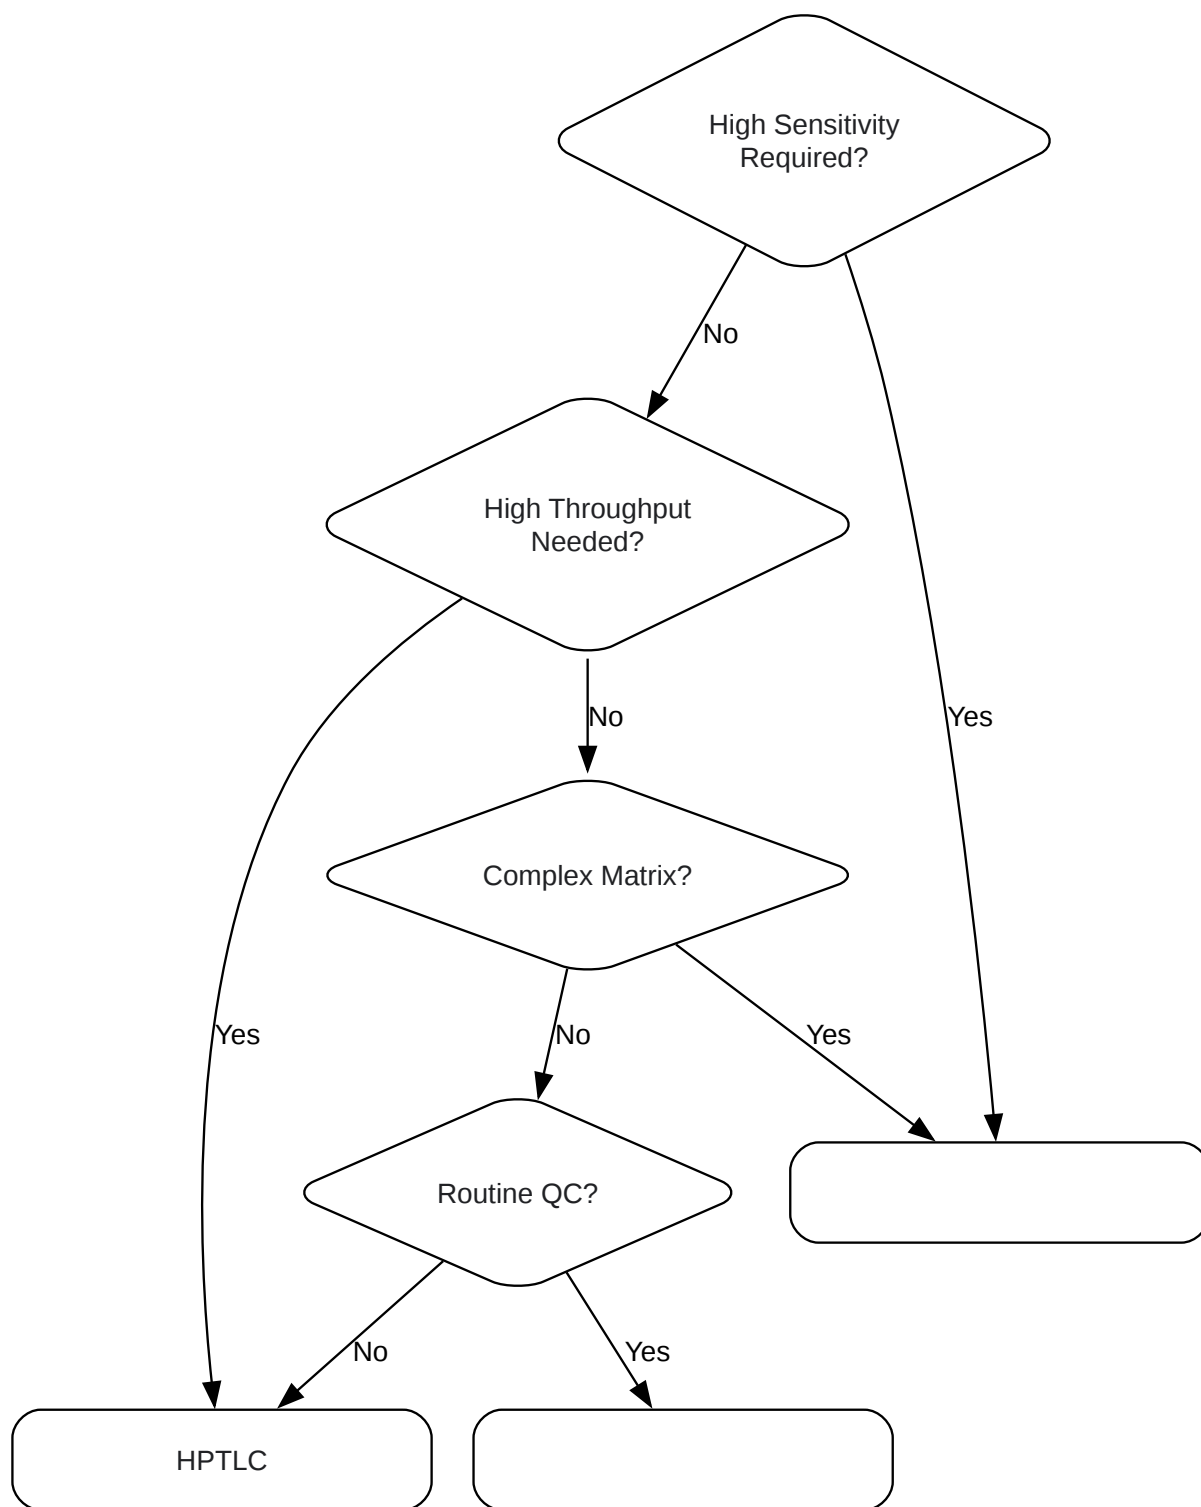 High Sensitivity
Required?
No
High Throughput
Needed?
No
Yes
Complex Matrix?
Yes
No
Yes
Routine QC?
No
Yes
HPTLC